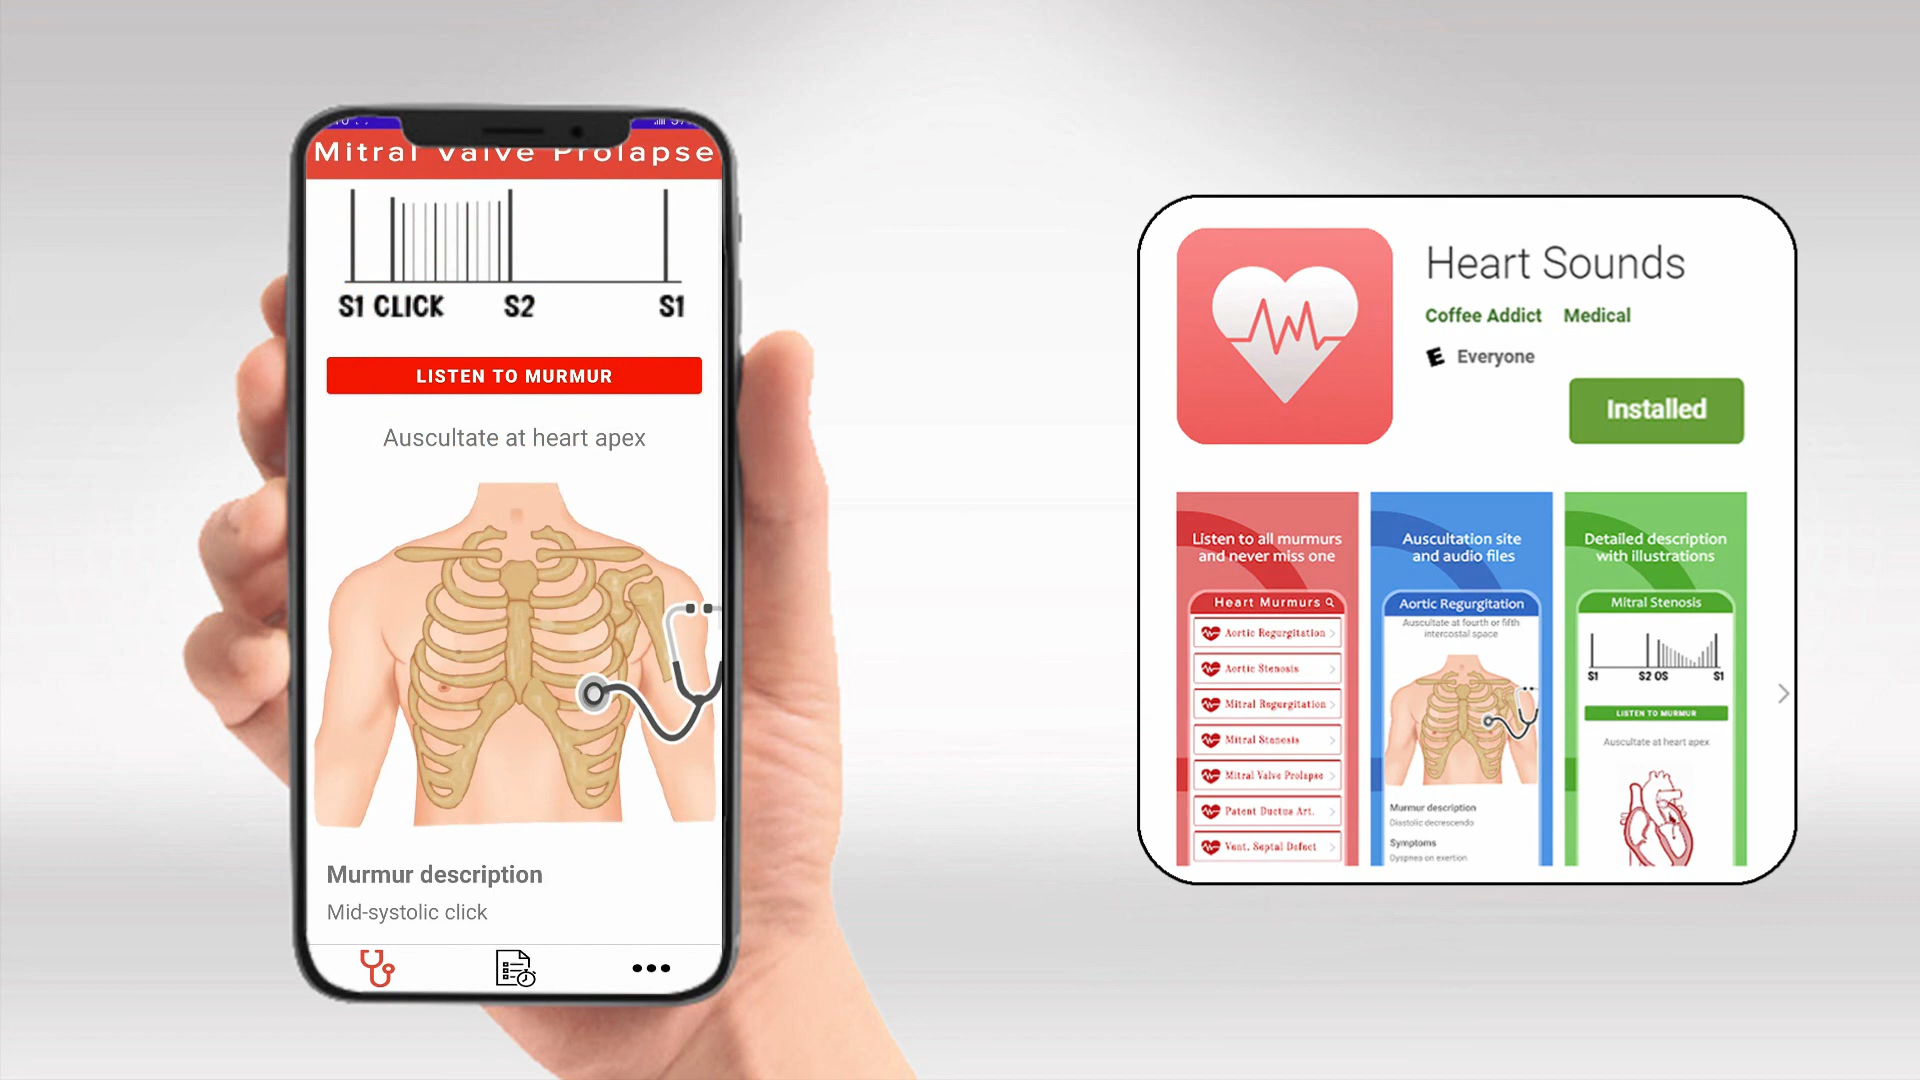 Mitral Valve Prolapse
S1 CLICK S2 S1
LISTEN TO MURMUR
Auscultate at heart apex
Murmur description
Mid-systolic click
Heart Sounds
Coffee Addict Medical
E Everyone
Installed
Listen to all murmurs
and never miss one
Heart Murmurs
Aortic Regurgitation
Aortic Stenosis
Mitral Regurgitation
Mitral Stenosis
Mitral Valve Prolapse
Patent Ductus Art.
Vent. Septal Defect
Auscultation site
and audio files
Aortic Regurgitation
Auscultate at fourth or fifth
intercostal space
Murmur description
Diastolic decrescendo
Symptoms
Dyspnea on exertion
Detailed description
with illustrations
Mitral Stenosis
S1 S2 OS S1
LISTEN TO MURMUR
Auscultate at heart apex